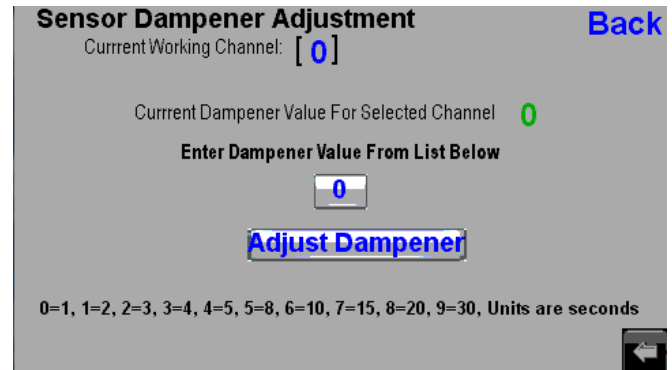 Sensor Dampener Adjustment
Back
Currrent Working Channel: [ 0 ]
Currrent Dampener Value For Selected Channel 0
Enter Dampener Value From List Below
0
Adjust Dampener
0=1, 1=2, 2=3, 3=4, 4=5, 5=8, 6=10, 7=15, 8=20, 9=30, Units are seconds